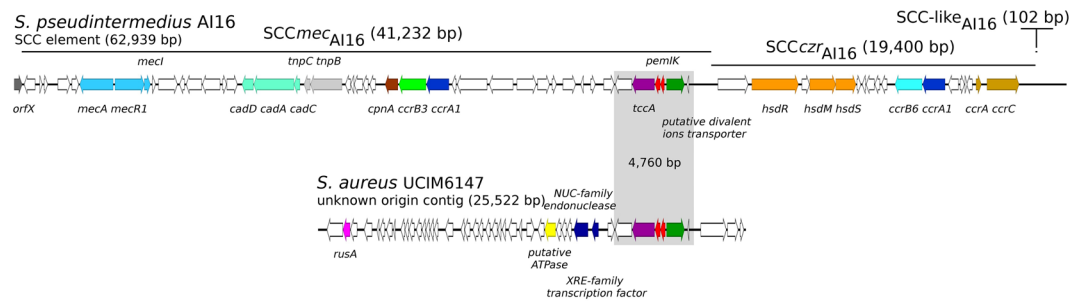 S. pseudintermedius AI16
SCC element (62,939 bp)
SCCmecAI16 (41,232 bp)
SCC-likeAI16 (102 bp)
SCCczrAI16 (19,400 bp)
mecI
tnpC tnpB
pemIK
orfX
mecA mecR1
cadD cadA cadC
cpnA ccrB3 ccrA1
tccA
putative divalent
ions transporter
hsdR
hsdM hsdS
ccrB6 ccrA1
ccrA ccrC
4,760 bp
S. aureus UCIM6147
unknown origin contig (25,522 bp)
NUC-family
endonuclease
rusA
putative
ATPase
XRE-family
transcription factor